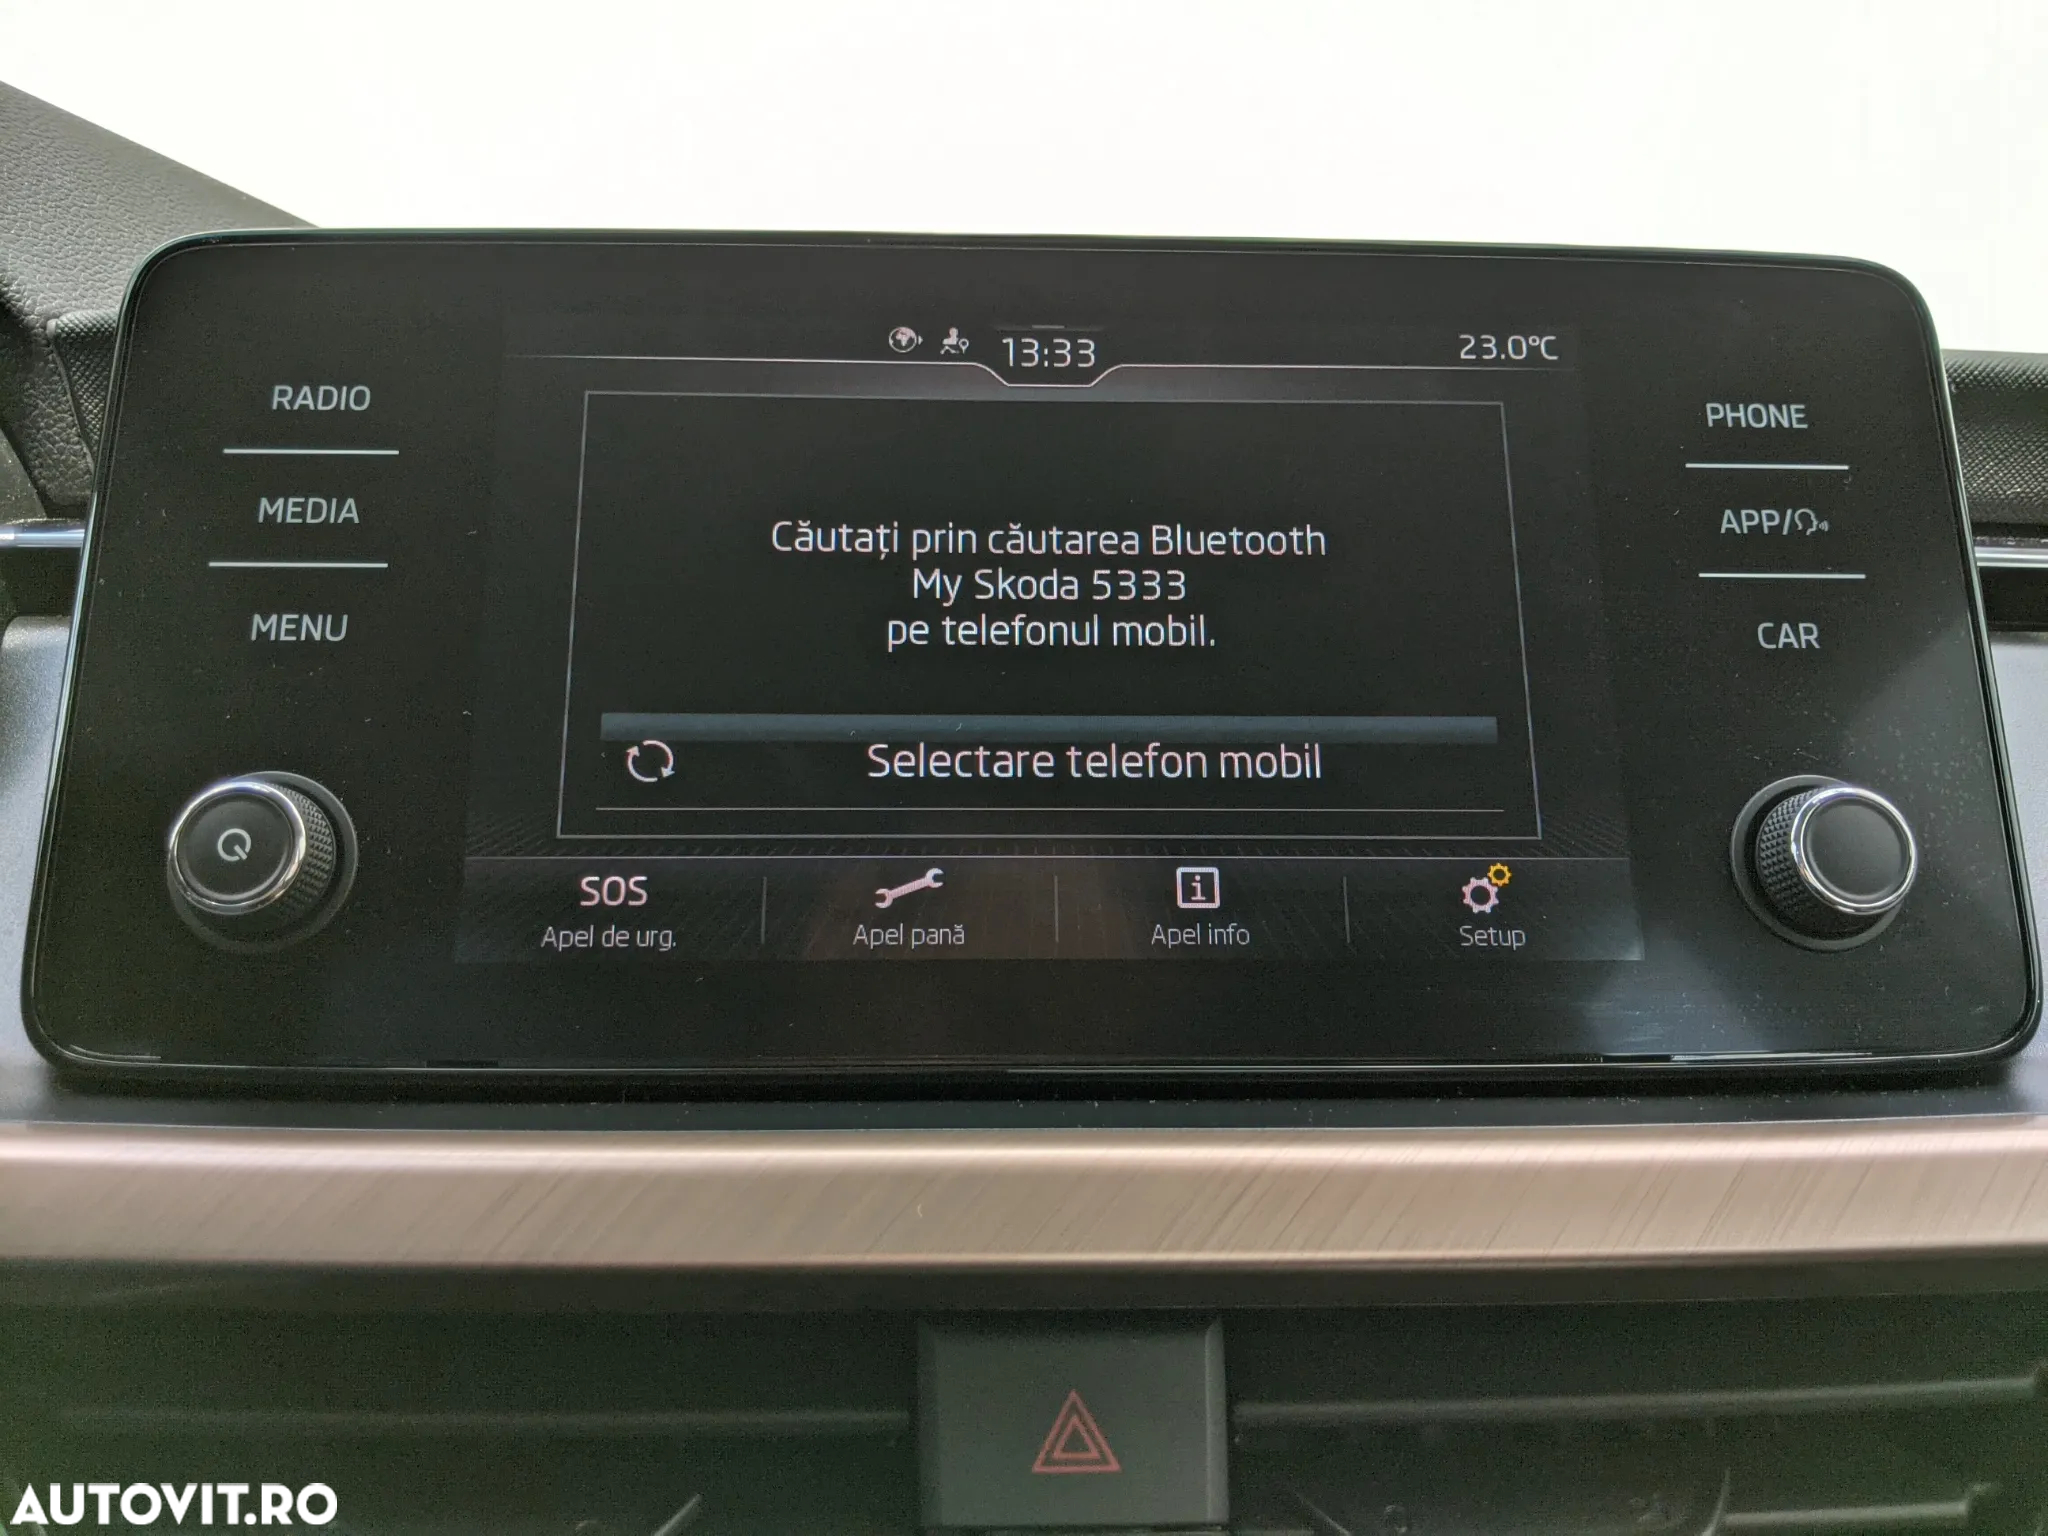 13:33
23.0°C
RADIO
MEDIA
MENU
Căutați prin căutarea Bluetooth
My Skoda 5333
pe telefonul mobil.
Selectare telefon mobil
SOS
Apel de urg.
Apel pană
Apel info
Setup
PHONE
APP/
CAR
AUTOVIT.RO